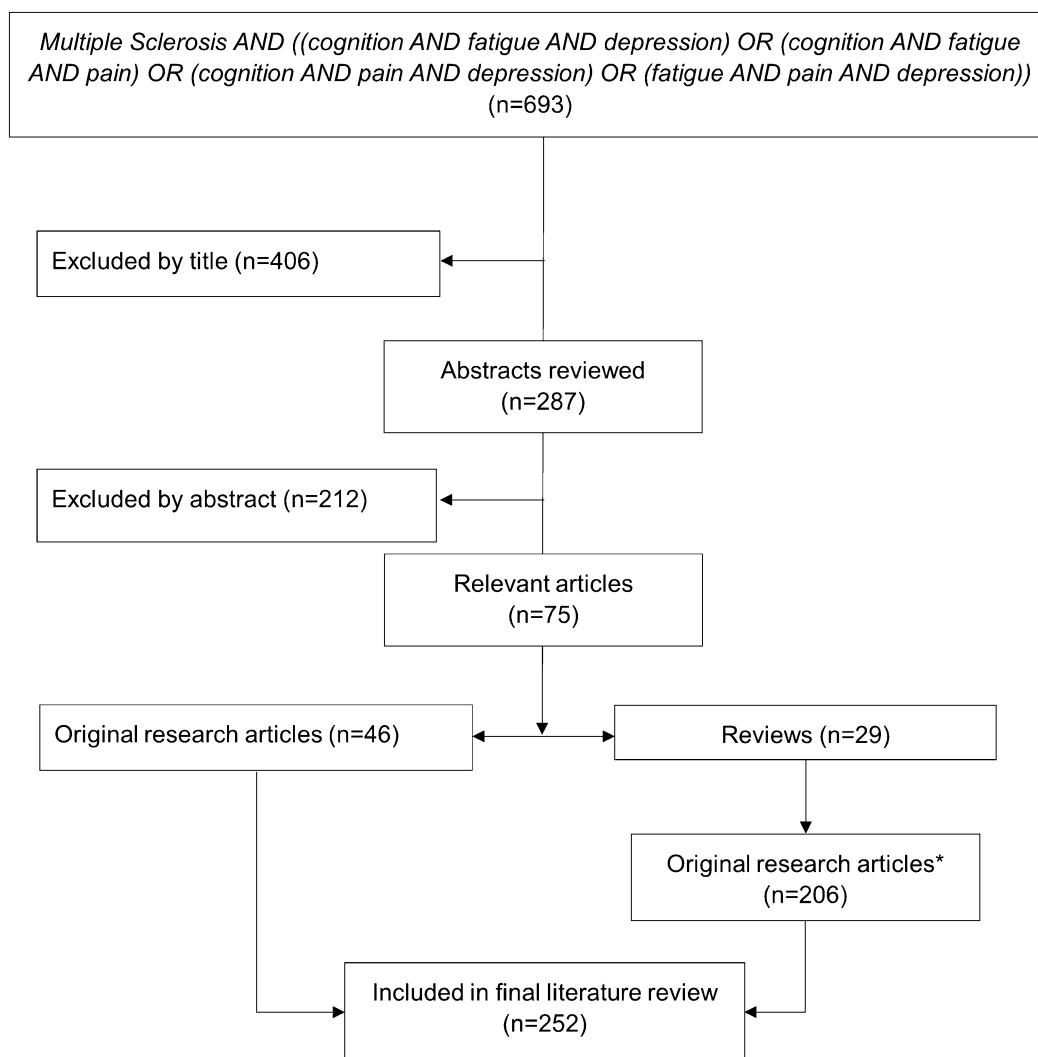 Multiple Sclerosis AND ((cognition AND fatigue AND depression) OR (cognition AND fatigue
AND pain) OR (cognition AND pain AND depression) OR (fatigue AND pain AND depression))
(n=693)
Excluded by title (n=406)
Abstracts reviewed
(n=287)
Excluded by abstract (n=212)
Relevant articles
(n=75)
Original research articles (n=46)
Reviews (n=29)
Original research articles*
(n=206)
Included in final literature review
(n=252)